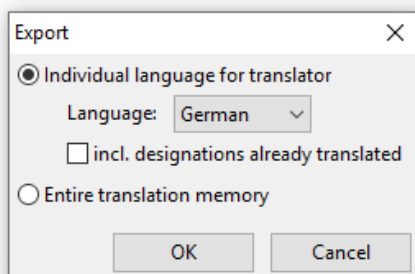 Export
Individual language for translator
Language: German
incl. designations already translated
Entire translation memory
OK Cancel